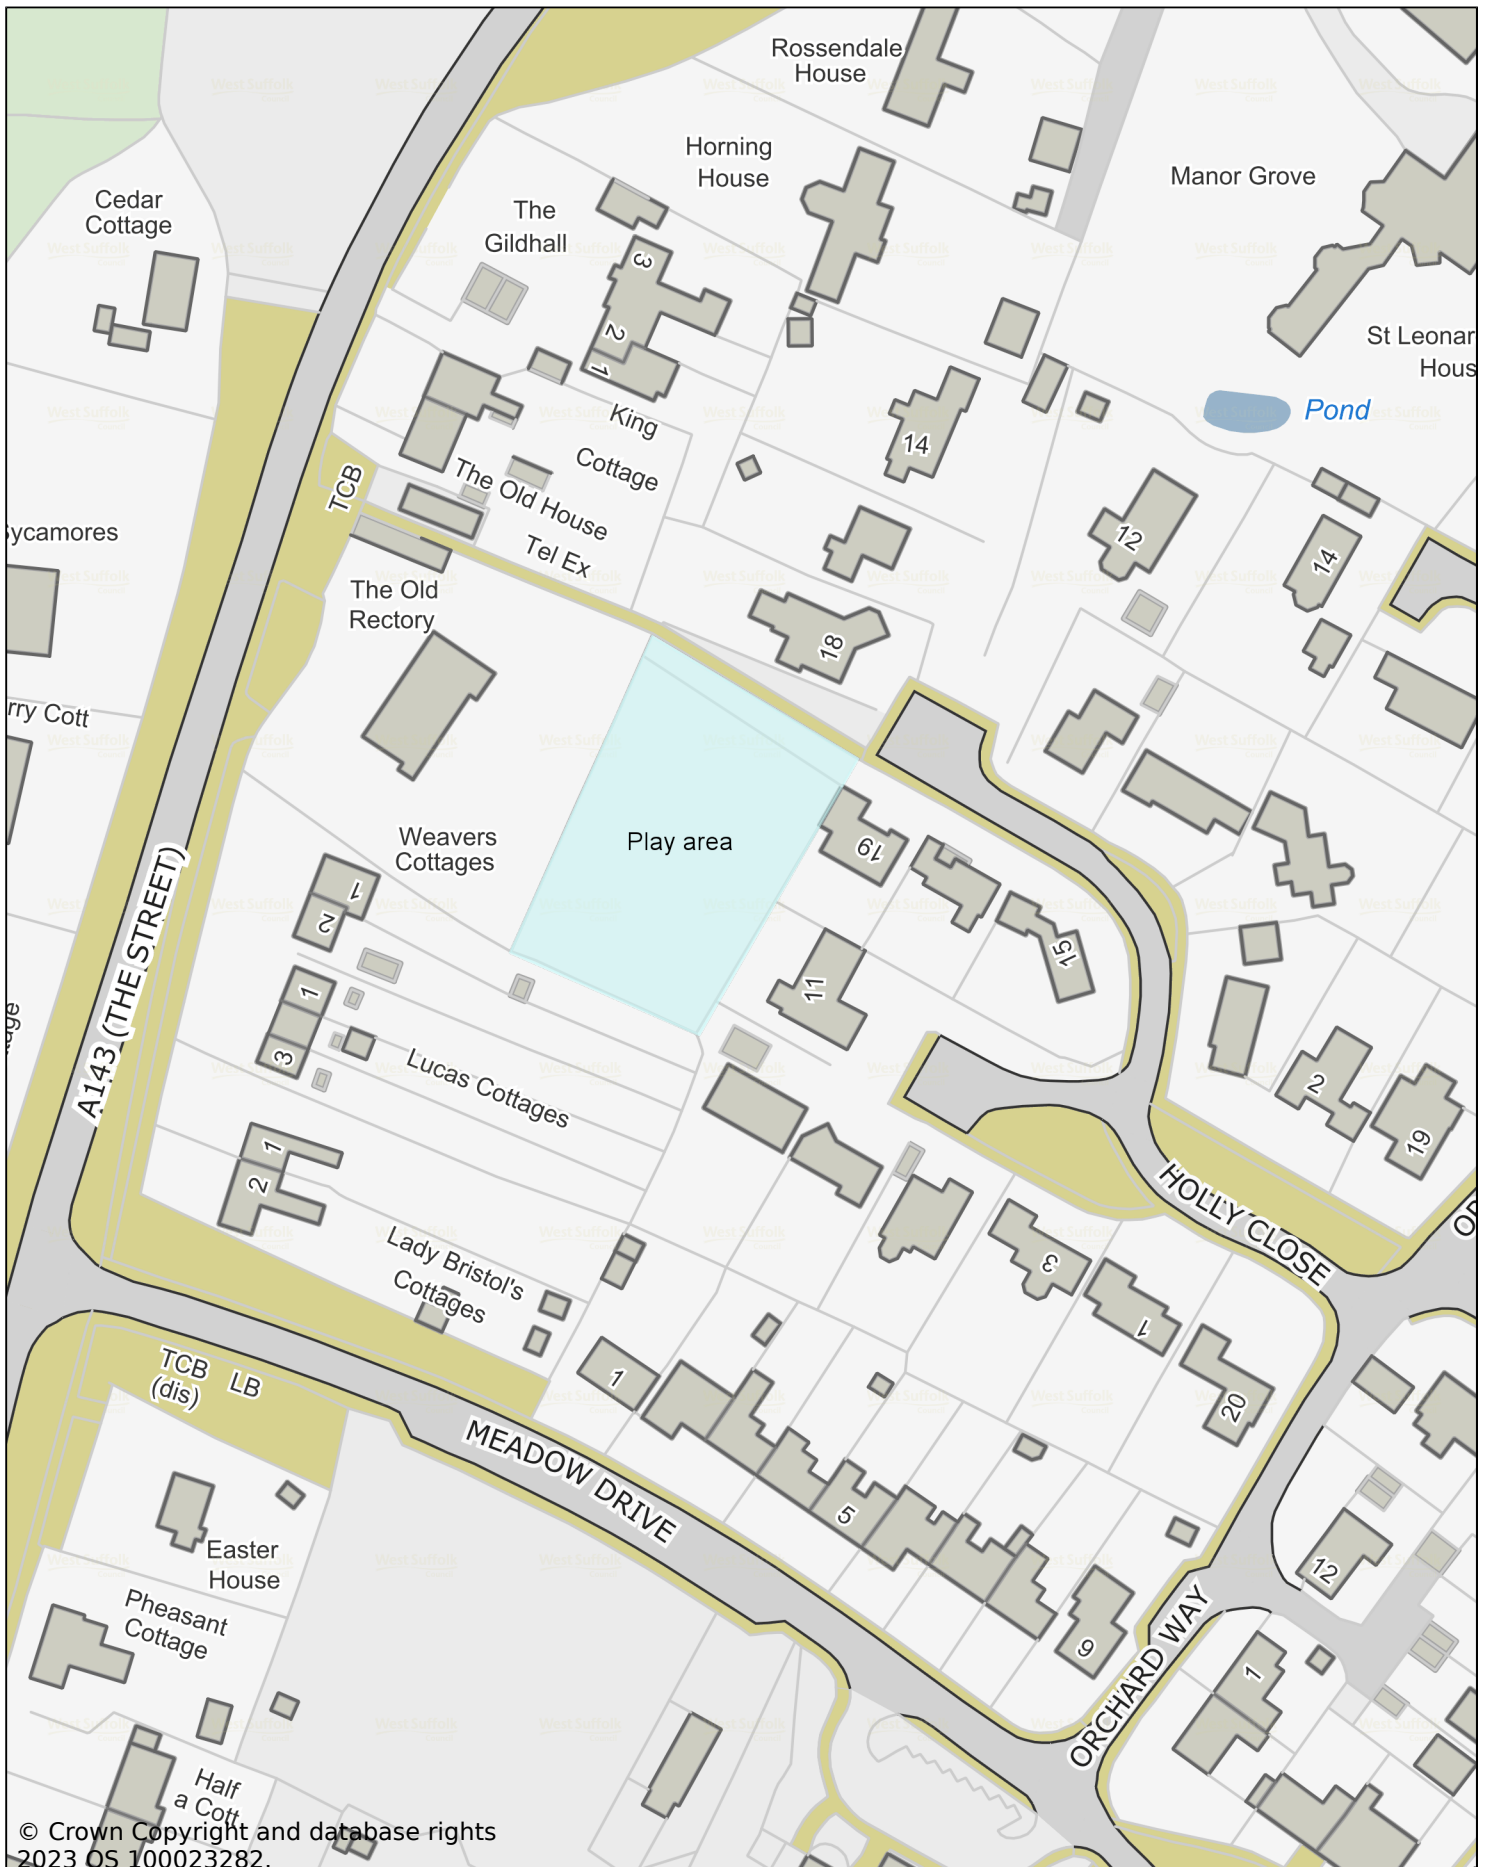 Rossendale
House
Horning
House
Manor Grove
Cedar
Cottage
The
Gildhall
3
2
1
St Leonar
Hous
Pond
King
Cottage
14
TCB
The Old House
Tel Ex
12
14
ycamores
The Old
Rectory
18
rry Cott
Play area
Weavers
Cottages
19
1
2
15
11
A143 (THE STREET)
1
3
Lucas Cottages
2
19
1
2
HOLLY CLOSE
OR
Lady Bristol's
Cottages
3
1
1
20
TCB
(dis)
LB
MEADOW DRIVE
5
12
Easter
House
Pheasant
Cottage
9
ORCHARD WAY
1
Half
a Cott
© Crown Copyright and database rights
2023 OS 100023282.
West Suffolk